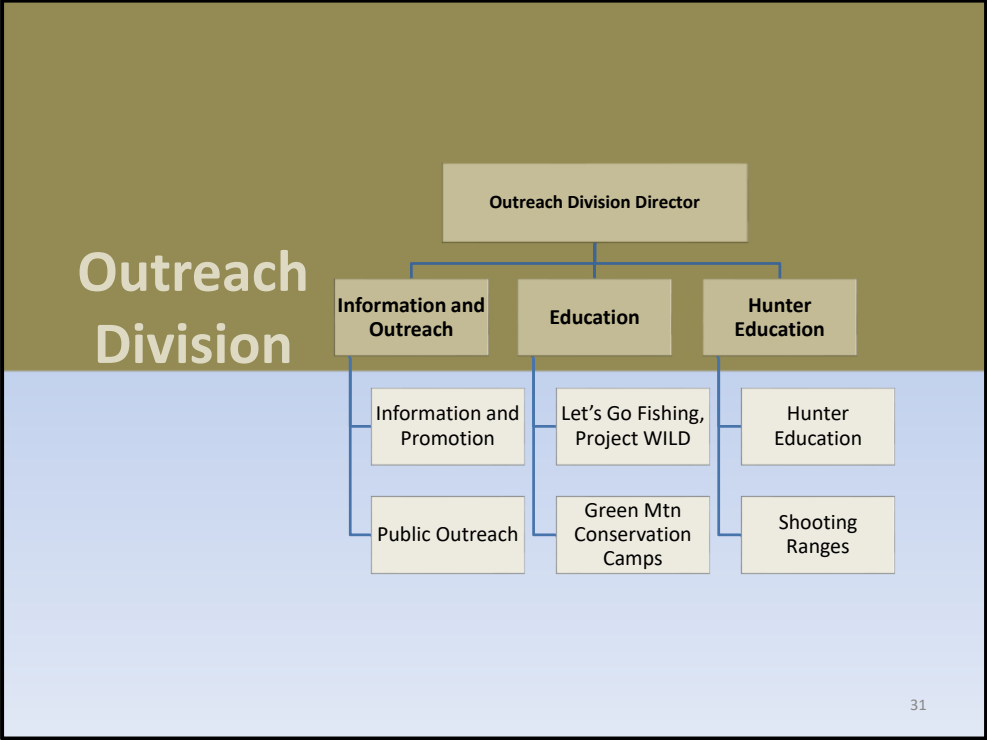 Outreach Division Director
Outreach
Division
Information and
Outreach
Education
Hunter
Education
Information and
Promotion
Let’s Go Fishing,
Project WILD
Hunter
Education
Public Outreach
Green Mtn
Conservation
Camps
Shooting
Ranges
31